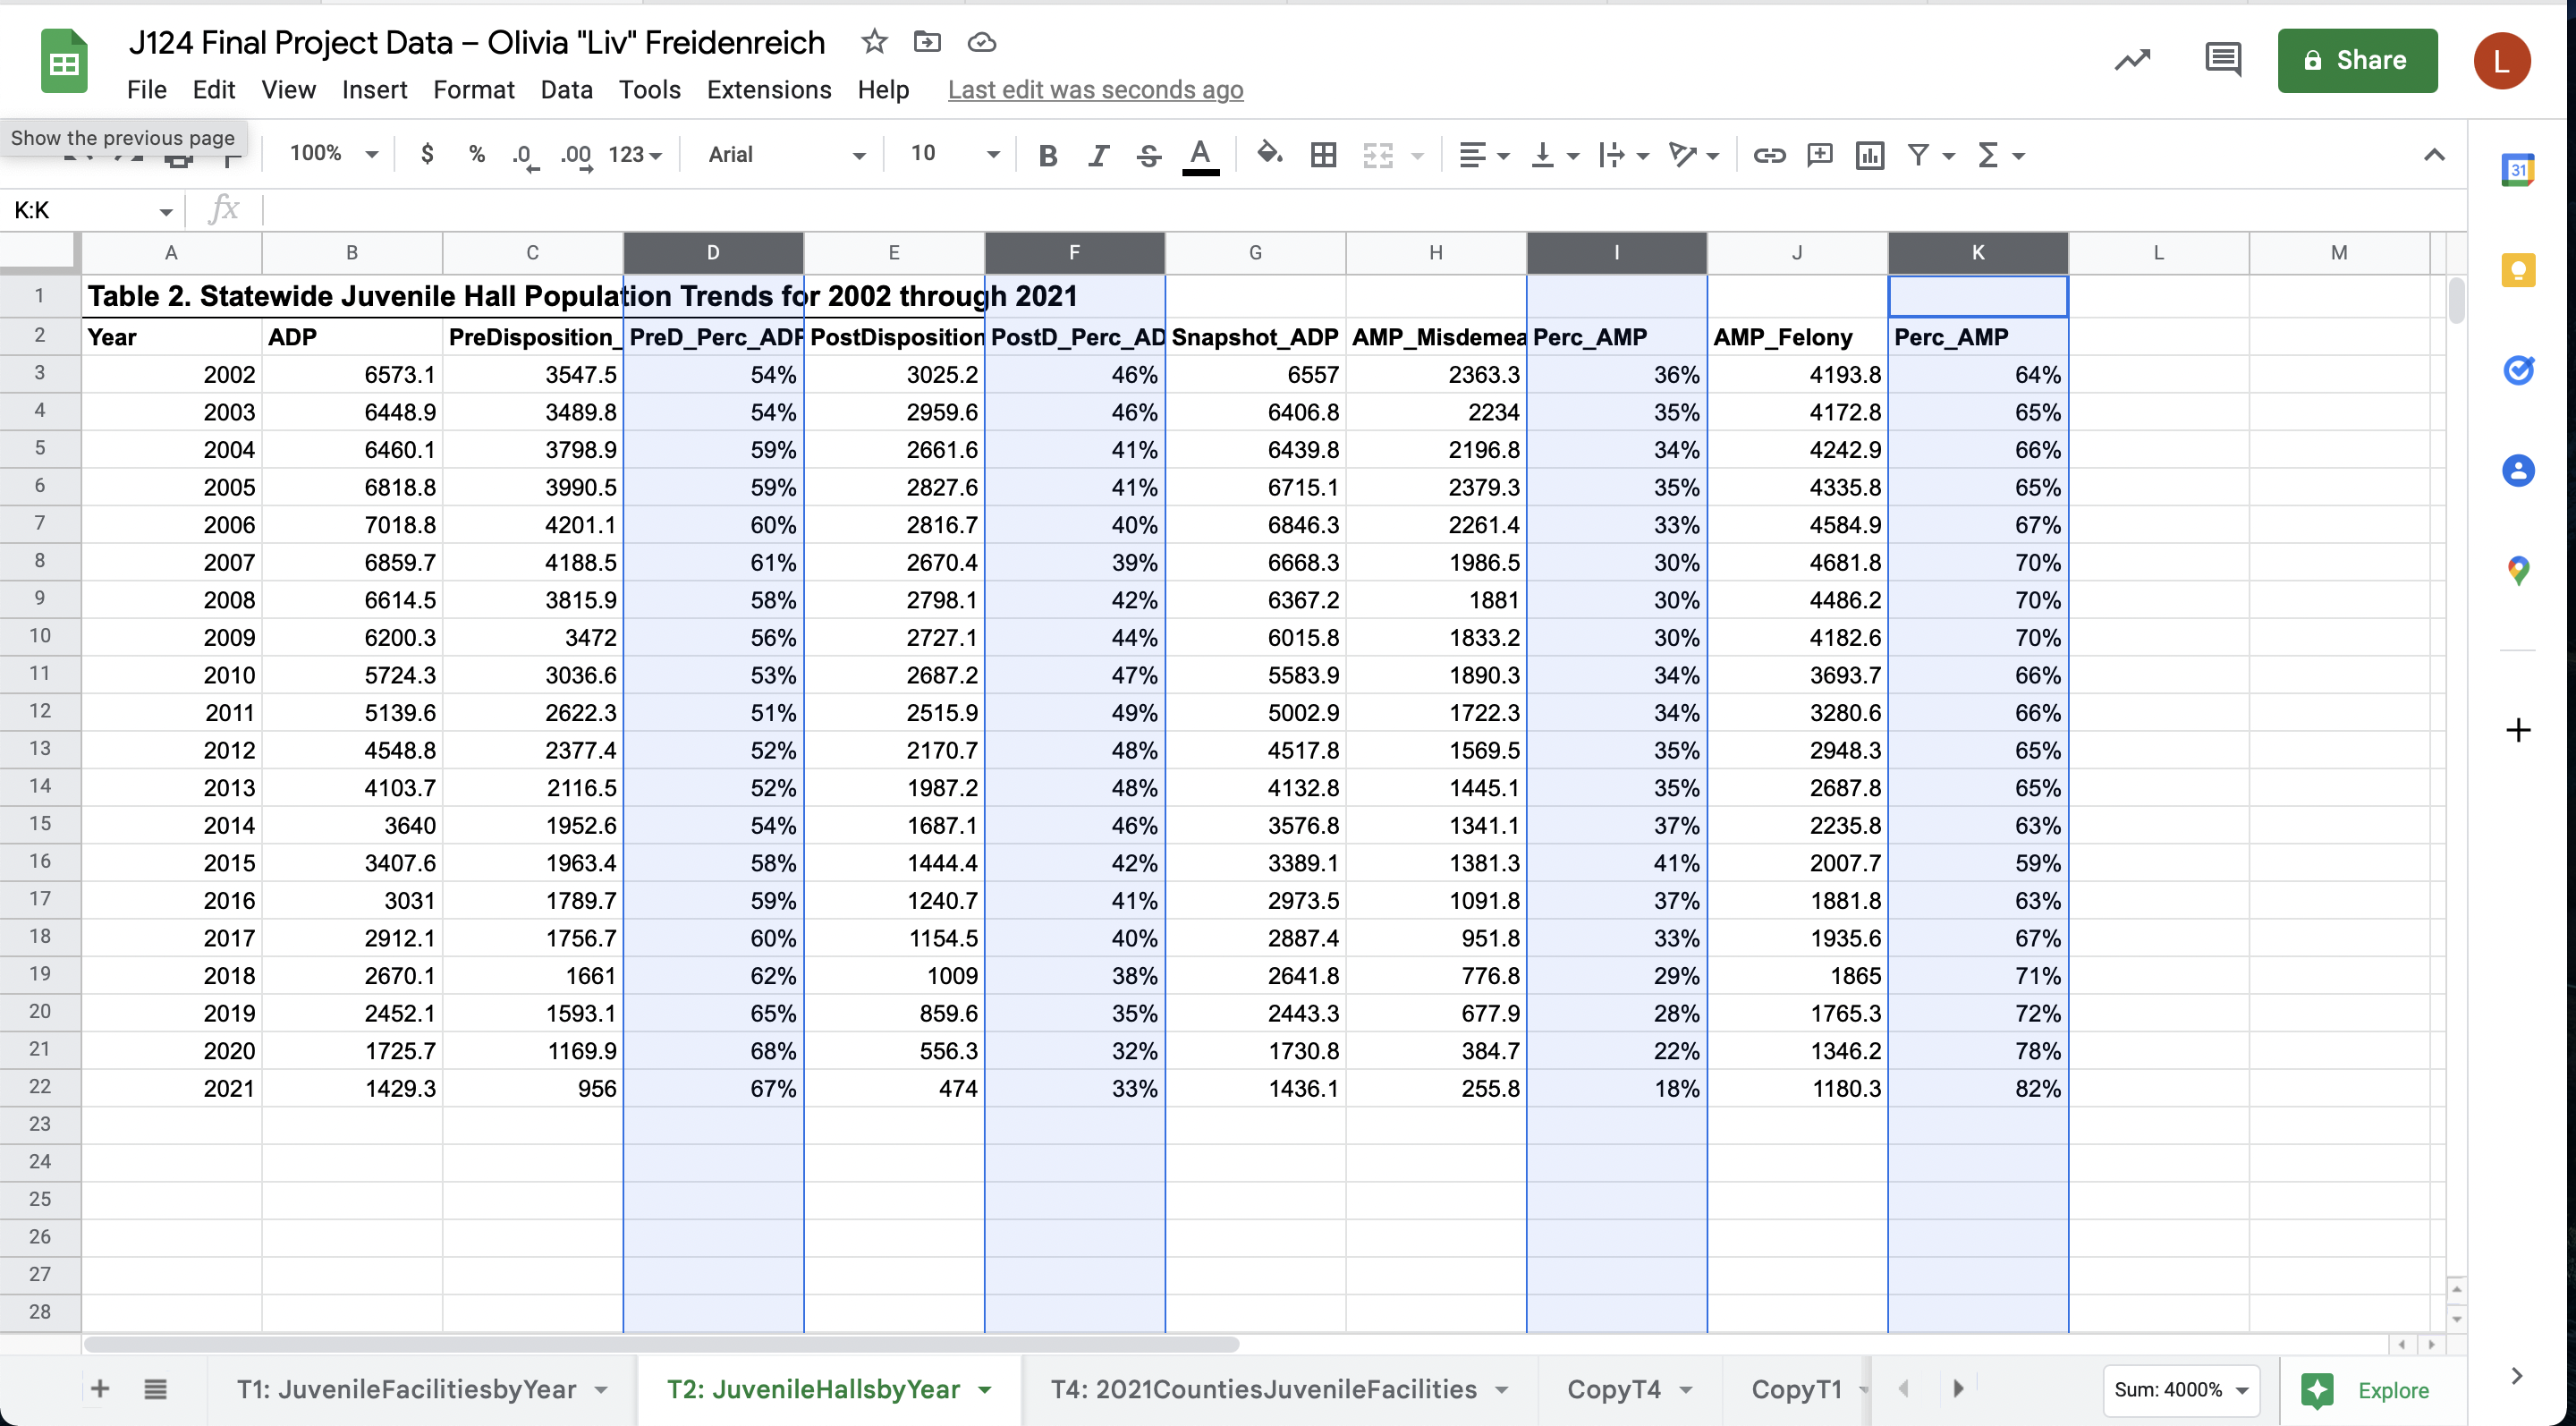 J124 Final Project Data – Olivia "Liv" Freidenreich
Share
L
File Edit View Insert Format Data Tools Extensions Help Last edit was seconds ago
Show the previous page
100% $ % .0 .00 123 Arial 10 B I S A
31
K:K fx
A B C D E F G H I J K L M
1 Table 2. Statewide Juvenile Hall Population Trends for 2002 through 2021
2 Year ADP PreDisposition_ PreD_Perc_ADP PostDisposition PostD_Perc_AD Snapshot_ADP AMP_Misdemea Perc_AMP AMP_Felony Perc_AMP
3 2002 6573.1 3547.5 54% 3025.2 46% 6557 2363.3 36% 4193.8 64%
4 2003 6448.9 3489.8 54% 2959.6 46% 6406.8 2234 35% 4172.8 65%
5 2004 6460.1 3798.9 59% 2661.6 41% 6439.8 2196.8 34% 4242.9 66%
6 2005 6818.8 3990.5 59% 2827.6 41% 6715.1 2379.3 35% 4335.8 65%
7 2006 7018.8 4201.1 60% 2816.7 40% 6846.3 2261.4 33% 4584.9 67%
8 2007 6859.7 4188.5 61% 2670.4 39% 6668.3 1986.5 30% 4681.8 70%
9 2008 6614.5 3815.9 58% 2798.1 42% 6367.2 1881 30% 4486.2 70%
10 2009 6200.3 3472 56% 2727.1 44% 6015.8 1833.2 30% 4182.6 70%
11 2010 5724.3 3036.6 53% 2687.2 47% 5583.9 1890.3 34% 3693.7 66%
12 2011 5139.6 2622.3 51% 2515.9 49% 5002.9 1722.3 34% 3280.6 66%
13 2012 4548.8 2377.4 52% 2170.7 48% 4517.8 1569.5 35% 2948.3 65%
14 2013 4103.7 2116.5 52% 1987.2 48% 4132.8 1445.1 35% 2687.8 65%
15 2014 3640 1952.6 54% 1687.1 46% 3576.8 1341.1 37% 2235.8 63%
16 2015 3407.6 1963.4 58% 1444.4 42% 3389.1 1381.3 41% 2007.7 59%
17 2016 3031 1789.7 59% 1240.7 41% 2973.5 1091.8 37% 1881.8 63%
18 2017 2912.1 1756.7 60% 1154.5 40% 2887.4 951.8 33% 1935.6 67%
19 2018 2670.1 1661 62% 1009 38% 2641.8 776.8 29% 1865 71%
20 2019 2452.1 1593.1 65% 859.6 35% 2443.3 677.9 28% 1765.3 72%
21 2020 1725.7 1169.9 68% 556.3 32% 1730.8 384.7 22% 1346.2 78%
22 2021 1429.3 956 67% 474 33% 1436.1 255.8 18% 1180.3 82%
23
24
25
26
27
28
T1: JuvenileFacilitiesbyYear T2: JuvenileHallsbyYear T4: 2021CountiesJuvenileFacilities CopyT4 CopyT1 Sum: 4000% Explore